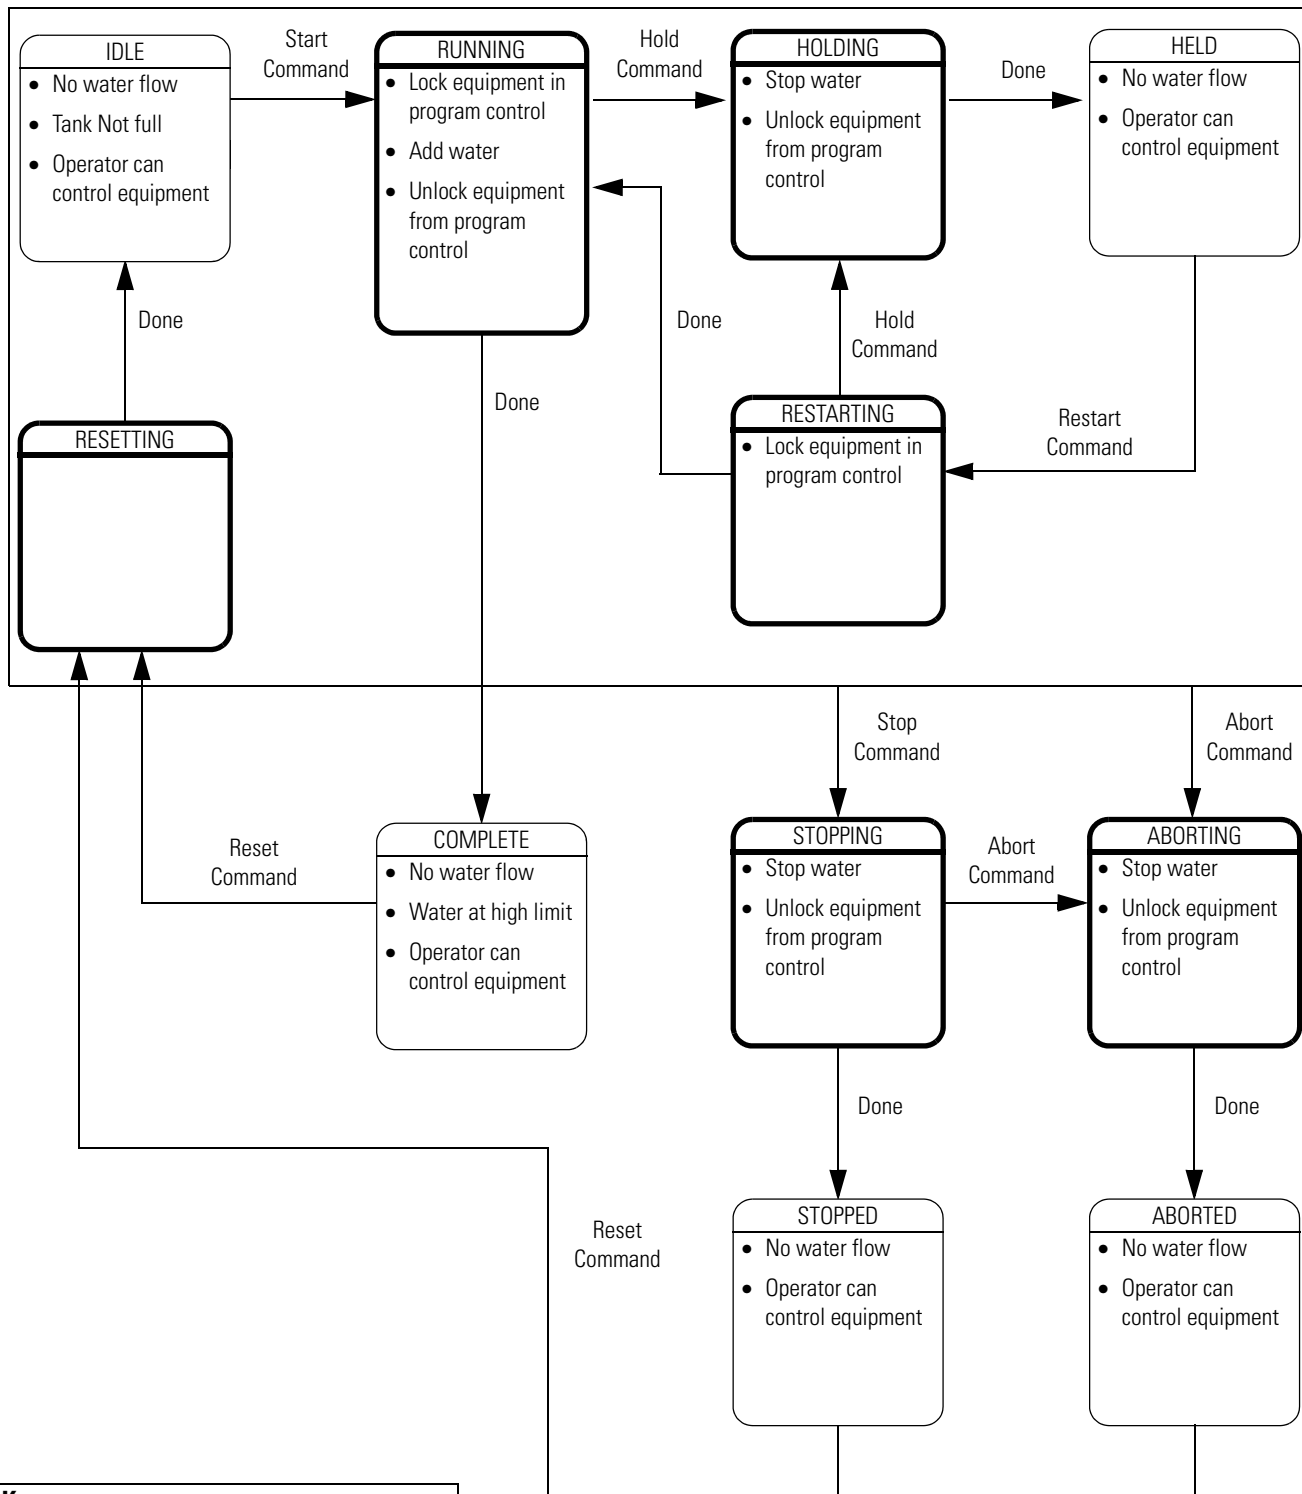 IDLE
• No water flow
• Tank Not full
• Operator can
control equipment
Start
Command
RUNNING
• Lock equipment in
program control
• Add water
• Unlock equipment
from program
control
Hold
Command
HOLDING
• Stop water
• Unlock equipment
from program
control
Done
HELD
• No water flow
• Operator can
control equipment
Done
Done
Hold
Command
Done
RESETTING
RESTARTING
• Lock equipment in
program control
Restart
Command
Stop
Command
Abort
Command
Reset
Command
COMPLETE
• No water flow
• Water at high limit
• Operator can
control equipment
STOPPING
• Stop water
• Unlock equipment
from program
control
Abort
Command
ABORTING
• Stop water
• Unlock equipment
from program
control
Done
Done
Reset
Command
STOPPED
• No water flow
• Operator can
control equipment
ABORTED
• No water flow
• Operator can
control equipment